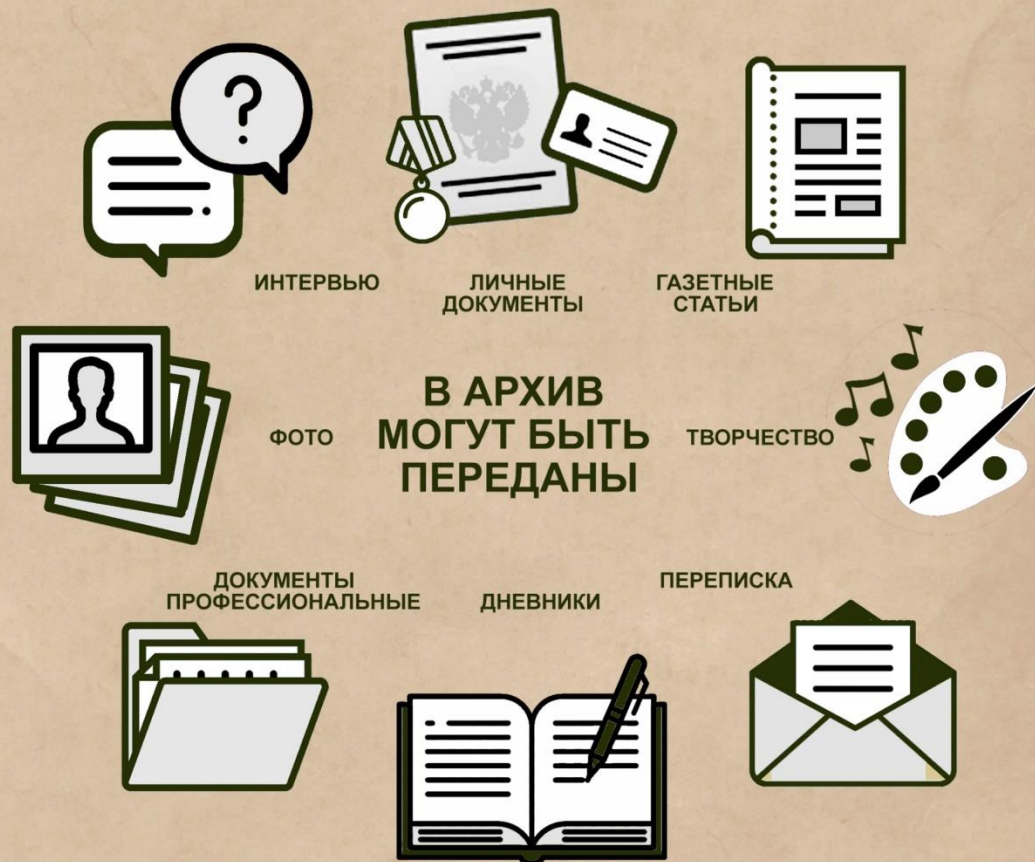 ИНТЕРВЬЮ
ЛИЧНЫЕ
ДОКУМЕНТЫ
ГАЗЕТНЫЕ
СТАТЬИ
ФОТО
В АРХИВ
МОГУТ БЫТЬ
ПЕРЕДАНЫ
ТВОРЧЕСТВО
ДОКУМЕНТЫ
ПРОФЕССИОНАЛЬНЫЕ
ДНЕВНИКИ
ПЕРЕПИСКА
?